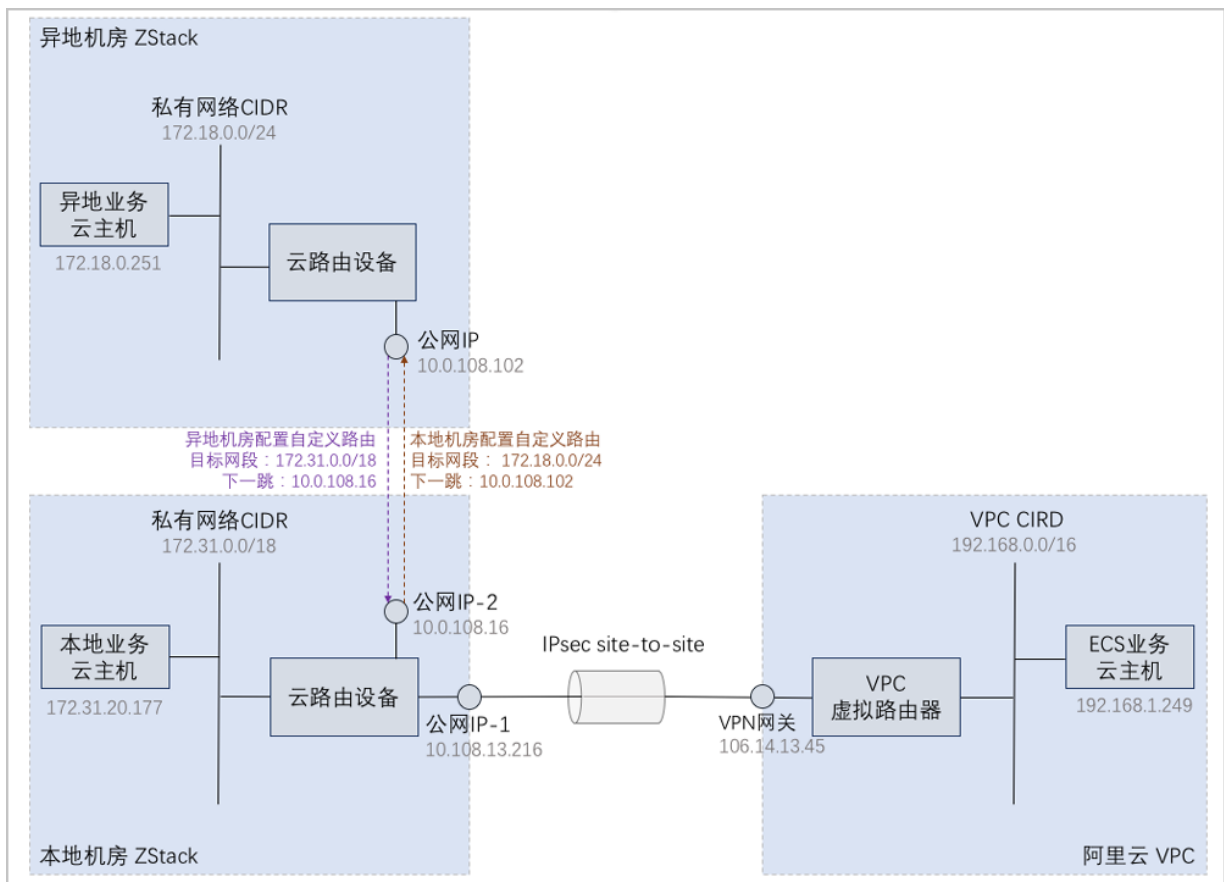 异地机房 ZStack
私有网络CIDR
172.18.0.0/24
异地业务
云主机
172.18.0.251
云路由设备
公网IP
10.0.108.102
异地机房配置自定义路由
目标网段：172.31.0.0/18
下一跳：10.0.108.16
本地机房配置自定义路由
目标网段： 172.18.0.0/24
下一跳：10.0.108.102
私有网络CIDR
172.31.0.0/18
本地业务
云主机
172.31.20.177
云路由设备
公网IP-2
10.0.108.16
公网IP-1
10.108.13.216
本地机房 ZStack
IPsec site-to-site
VPC CIRD
192.168.0.0/16
VPN网关
106.14.13.45
VPC
虚拟路由器
ECS业务
云主机
192.168.1.249
阿里云 VPC